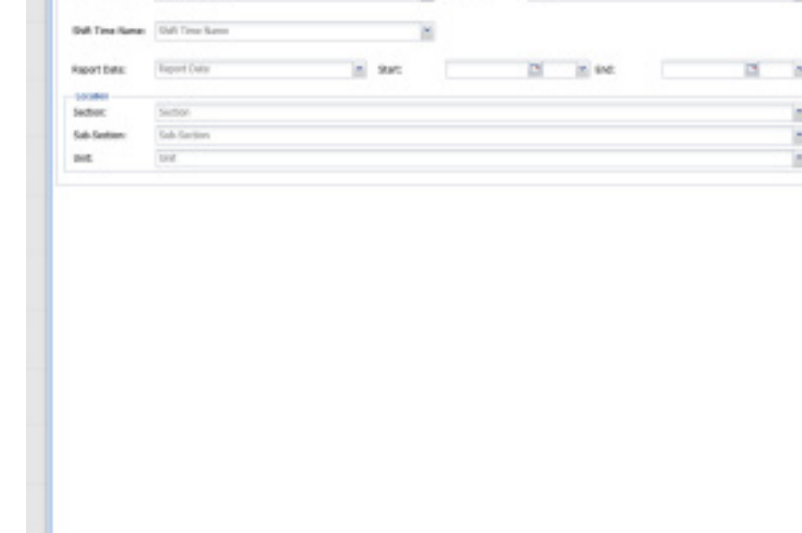 Shift Time Name: Shift Time Name
Report Date: Report Date Start: End:
Location
Section: Section
Sub-Section: Sub-Section
Unit: Unit